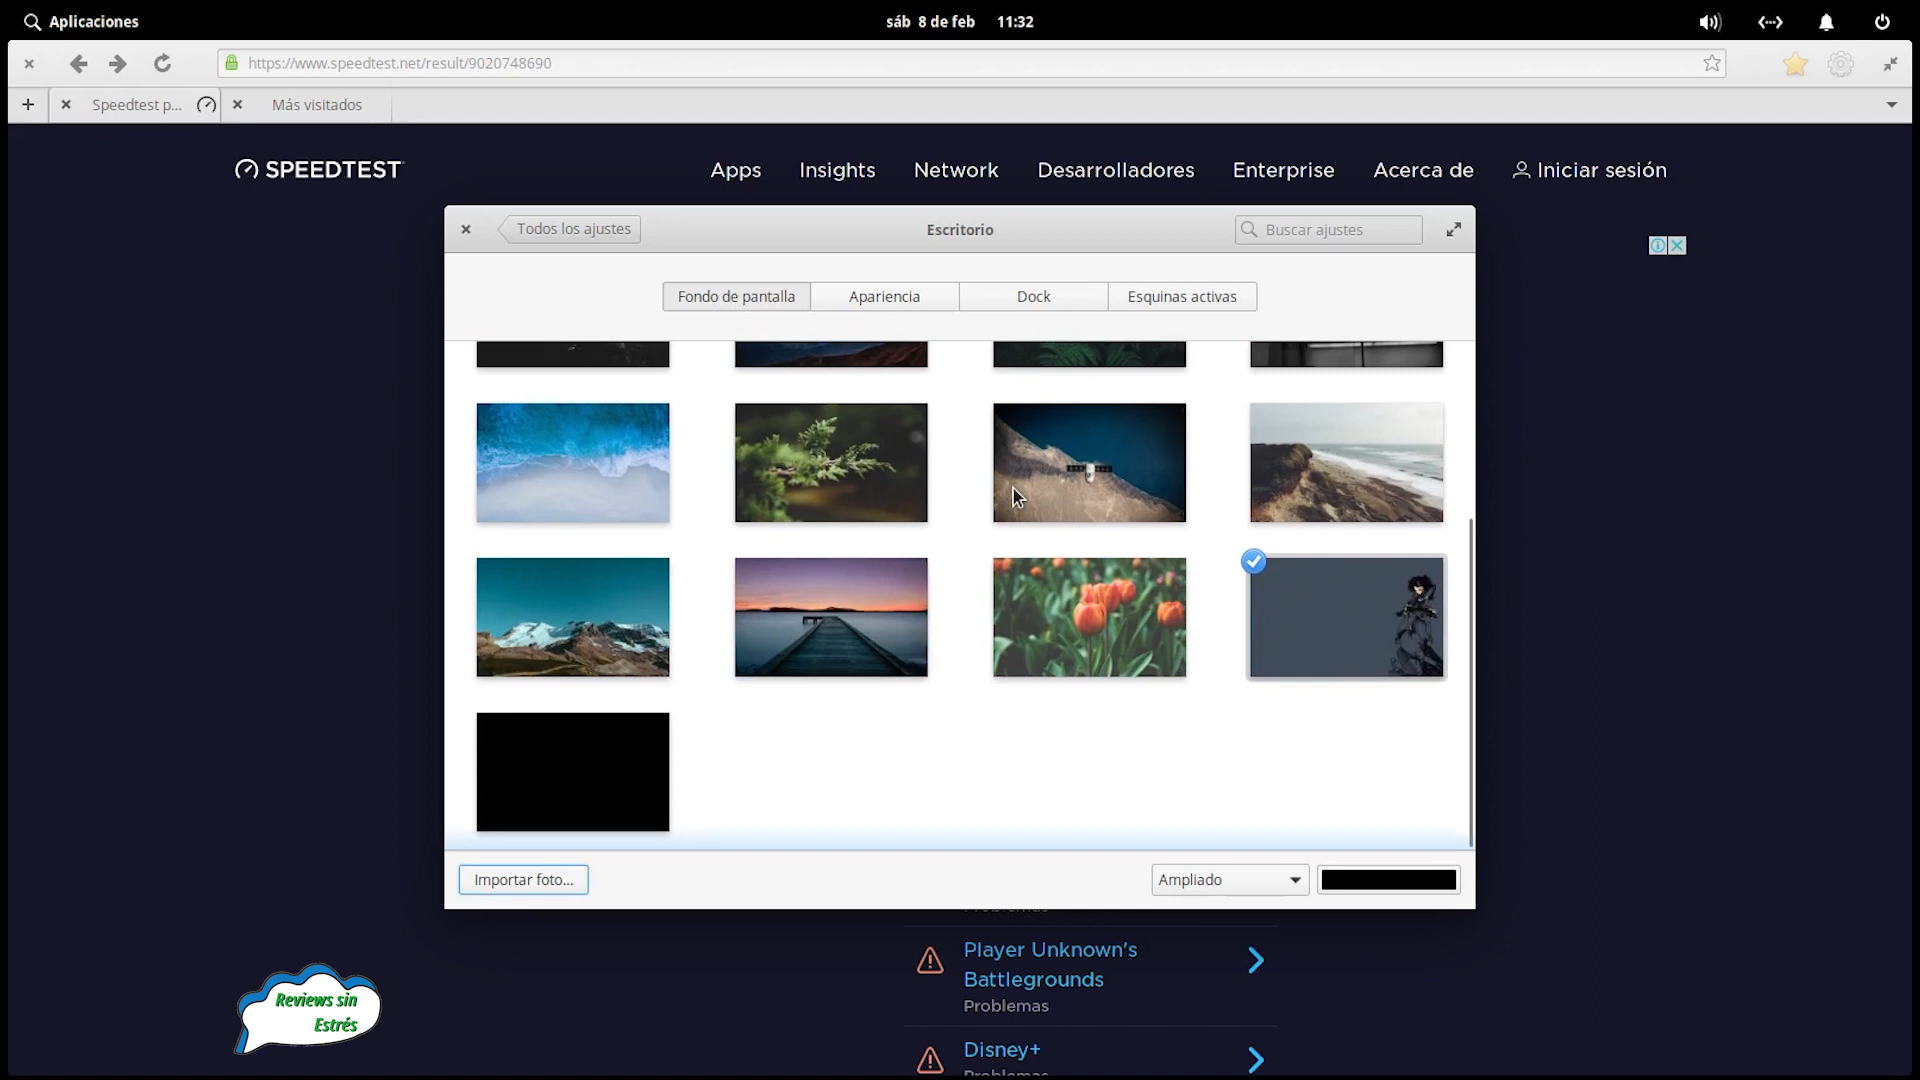 Aplicaciones
sáb 8 de feb 11:32
https://www.speedtest.net/result/9020748690
Speedtest p...
Más visitados
SPEEDTEST
Apps
Insights
Network
Desarrolladores
Enterprise
Acerca de
Iniciar sesión
Todos los ajustes
Escritorio
Buscar ajustes
Fondo de pantalla
Apariencia
Dock
Esquinas activas
Importar foto...
Ampliado
Problemas
Player Unknown's
Battlegrounds
Problemas
Disney+
Problemas
Reviews sin
Estrés